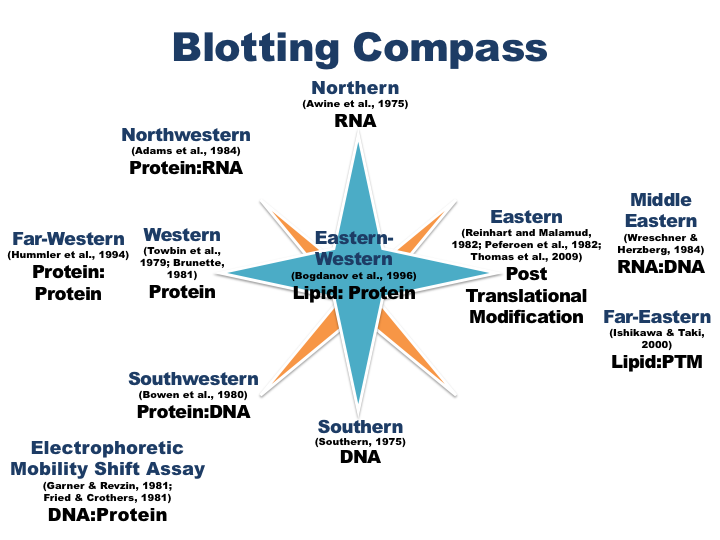 Blotting Compass
Northern
(Awine et al., 1975)
RNA
Northwestern
(Adams et al., 1984)
Protein:RNA
Far-Western
(Hummler et al., 1994)
Protein:
Protein
Western
(Towbin et al.,
1979; Brunette,
1981)
Protein
Eastern-
Western
(Bogdanov et al., 1996)
Lipid: Protein
Eastern
(Reinhart and Malamud,
1982; Peferoen et al., 1982;
Thomas et al., 2009)
Post
Translational
Modification
Middle
Eastern
(Wreschner &
Herzberg, 1984)
RNA:DNA
Far-Eastern
(Ishikawa & Taki,
2000)
Lipid:PTM
Southwestern
(Bowen et al., 1980)
Protein:DNA
Southern
(Southern, 1975)
DNA
Electrophoretic
Mobility Shift Assay
(Garner & Revzin, 1981;
Fried & Crothers, 1981)
DNA:Protein